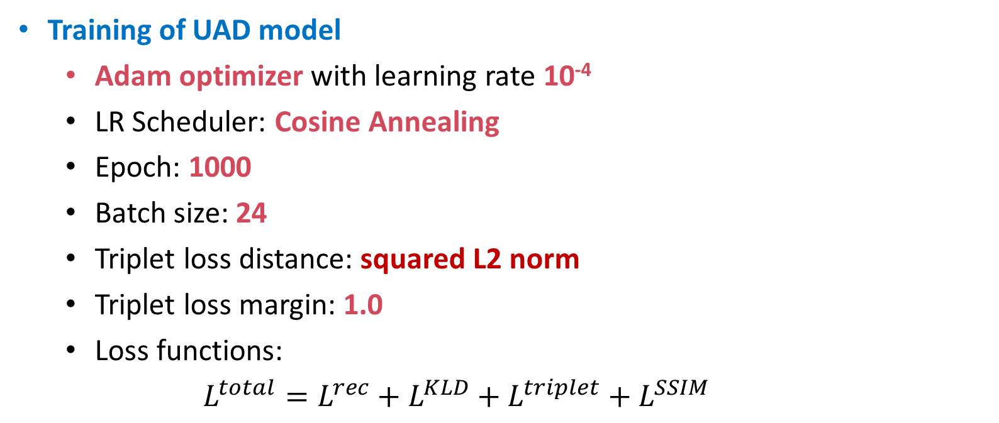 • Training of UAD model
• Adam optimizer with learning rate 10⁻⁴
• LR Scheduler: Cosine Annealing
• Epoch: 1000
• Batch size: 24
• Triplet loss distance: squared L2 norm
• Triplet loss margin: 1.0
• Loss functions:
L^{total} = L^{rec} + L^{KLD} + L^{triplet} + L^{SSIM}